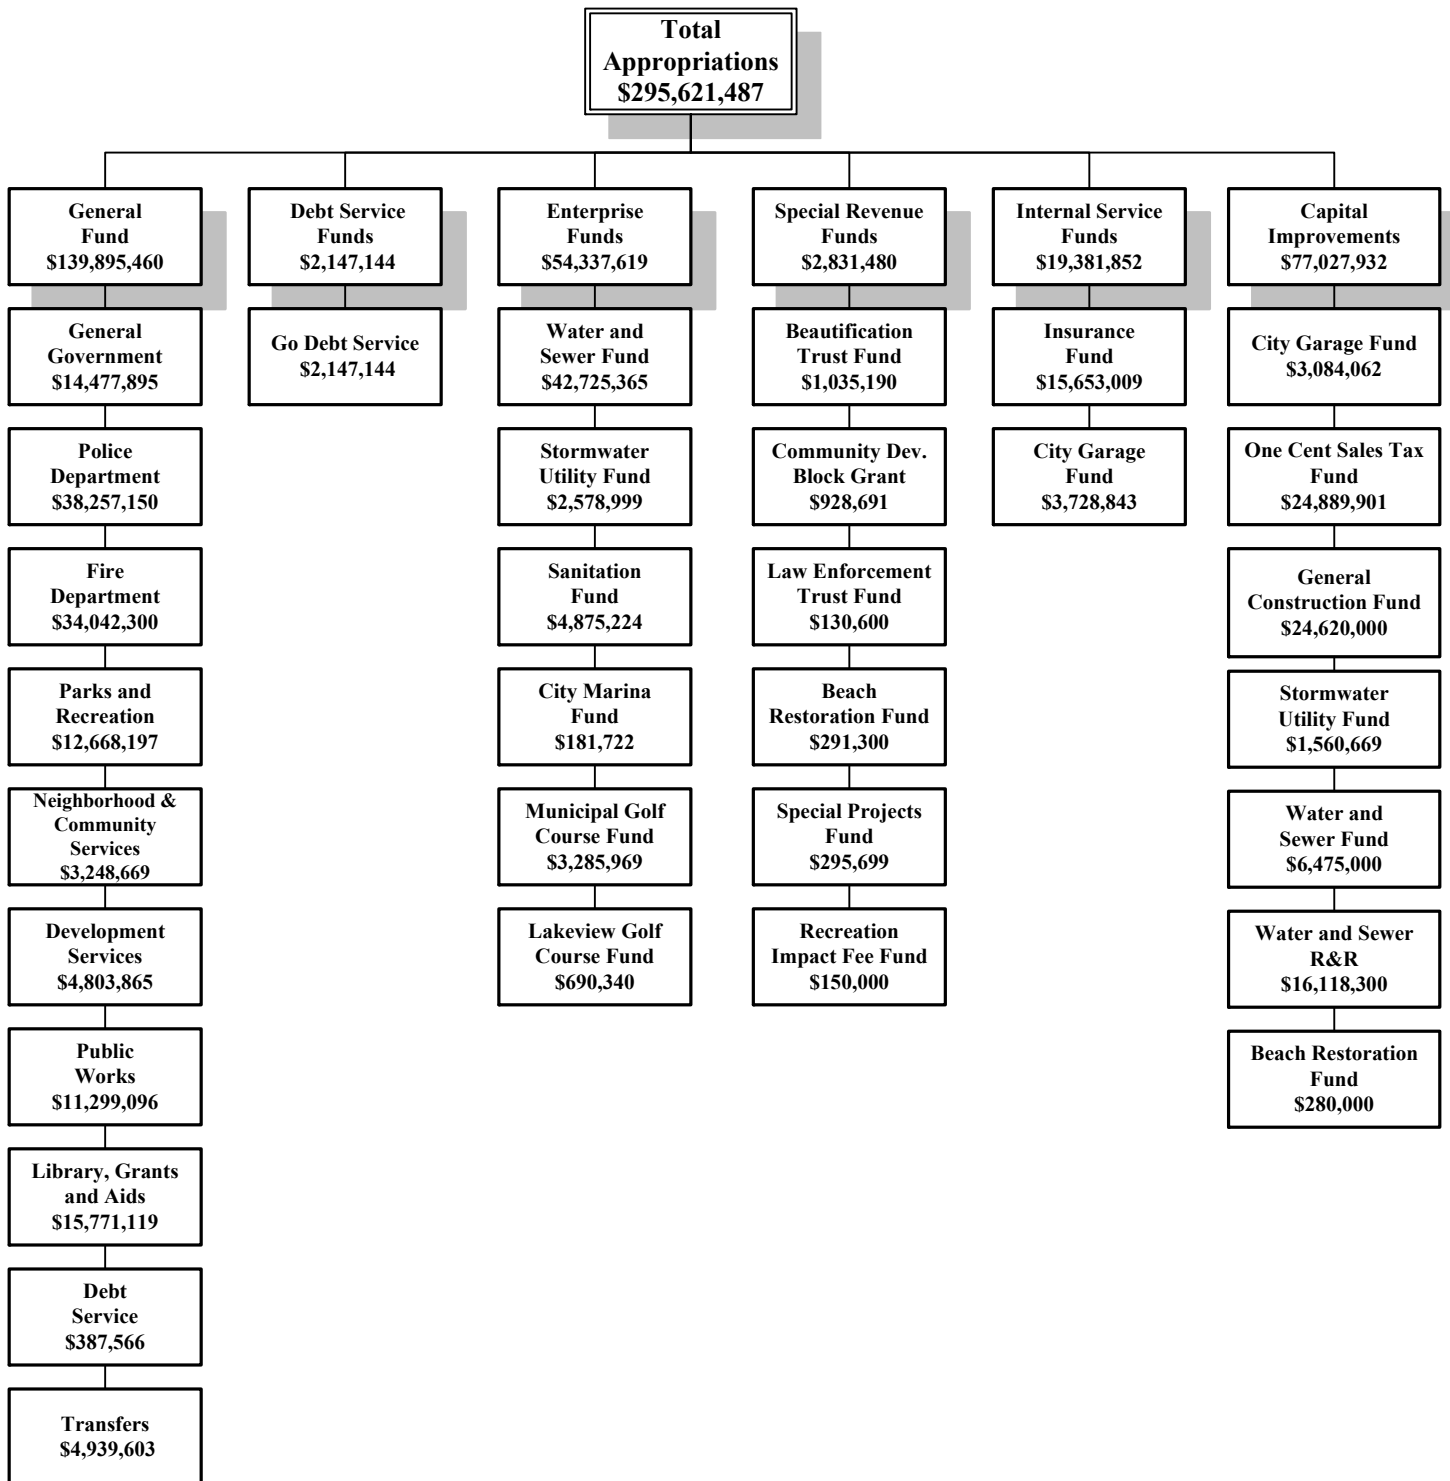 Total
Appropriations
$295,621,487
General
Fund
$139,895,460
General
Government
$14,477,895
Police
Department
$38,257,150
Fire
Department
$34,042,300
Parks and
Recreation
$12,668,197
Neighborhood &
Community
Services
$3,248,669
Development
Services
$4,803,865
Public
Works
$11,299,096
Library, Grants
and Aids
$15,771,119
Debt
Service
$387,566
Transfers
$4,939,603
Debt Service
Funds
$2,147,144
Go Debt Service
$2,147,144
Enterprise
Funds
$54,337,619
Water and
Sewer Fund
$42,725,365
Stormwater
Utility Fund
$2,578,999
Sanitation
Fund
$4,875,224
City Marina
Fund
$181,722
Municipal Golf
Course Fund
$3,285,969
Lakeview Golf
Course Fund
$690,340
Special Revenue
Funds
$2,831,480
Beautification
Trust Fund
$1,035,190
Community Dev.
Block Grant
$928,691
Law Enforcement
Trust Fund
$130,600
Beach
Restoration Fund
$291,300
Special Projects
Fund
$295,699
Recreation
Impact Fee Fund
$150,000
Internal Service
Funds
$19,381,852
Insurance
Fund
$15,653,009
City Garage
Fund
$3,728,843
Capital
Improvements
$77,027,932
City Garage Fund
$3,084,062
One Cent Sales Tax
Fund
$24,889,901
General
Construction Fund
$24,620,000
Stormwater
Utility Fund
$1,560,669
Water and
Sewer Fund
$6,475,000
Water and Sewer
R&R
$16,118,300
Beach Restoration
Fund
$280,000